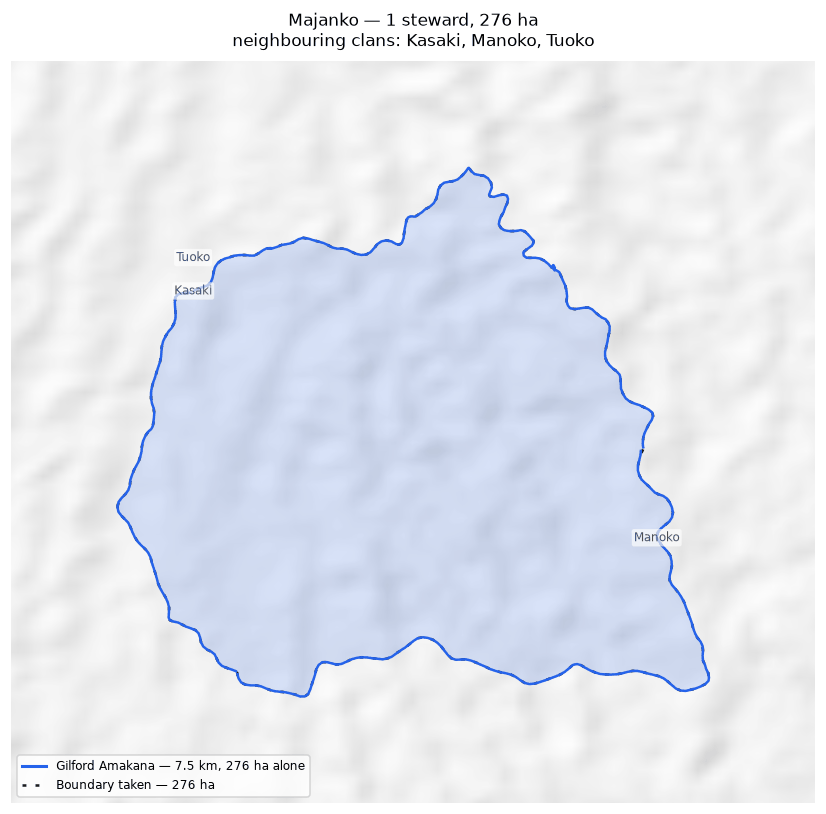 Majanko — 1 steward, 276 ha
neighbouring clans: Kasaki, Manoko, Tuoko
Tuoko
Kasaki
Manoko
Gilford Amakana — 7.5 km, 276 ha alone
Boundary taken — 276 ha